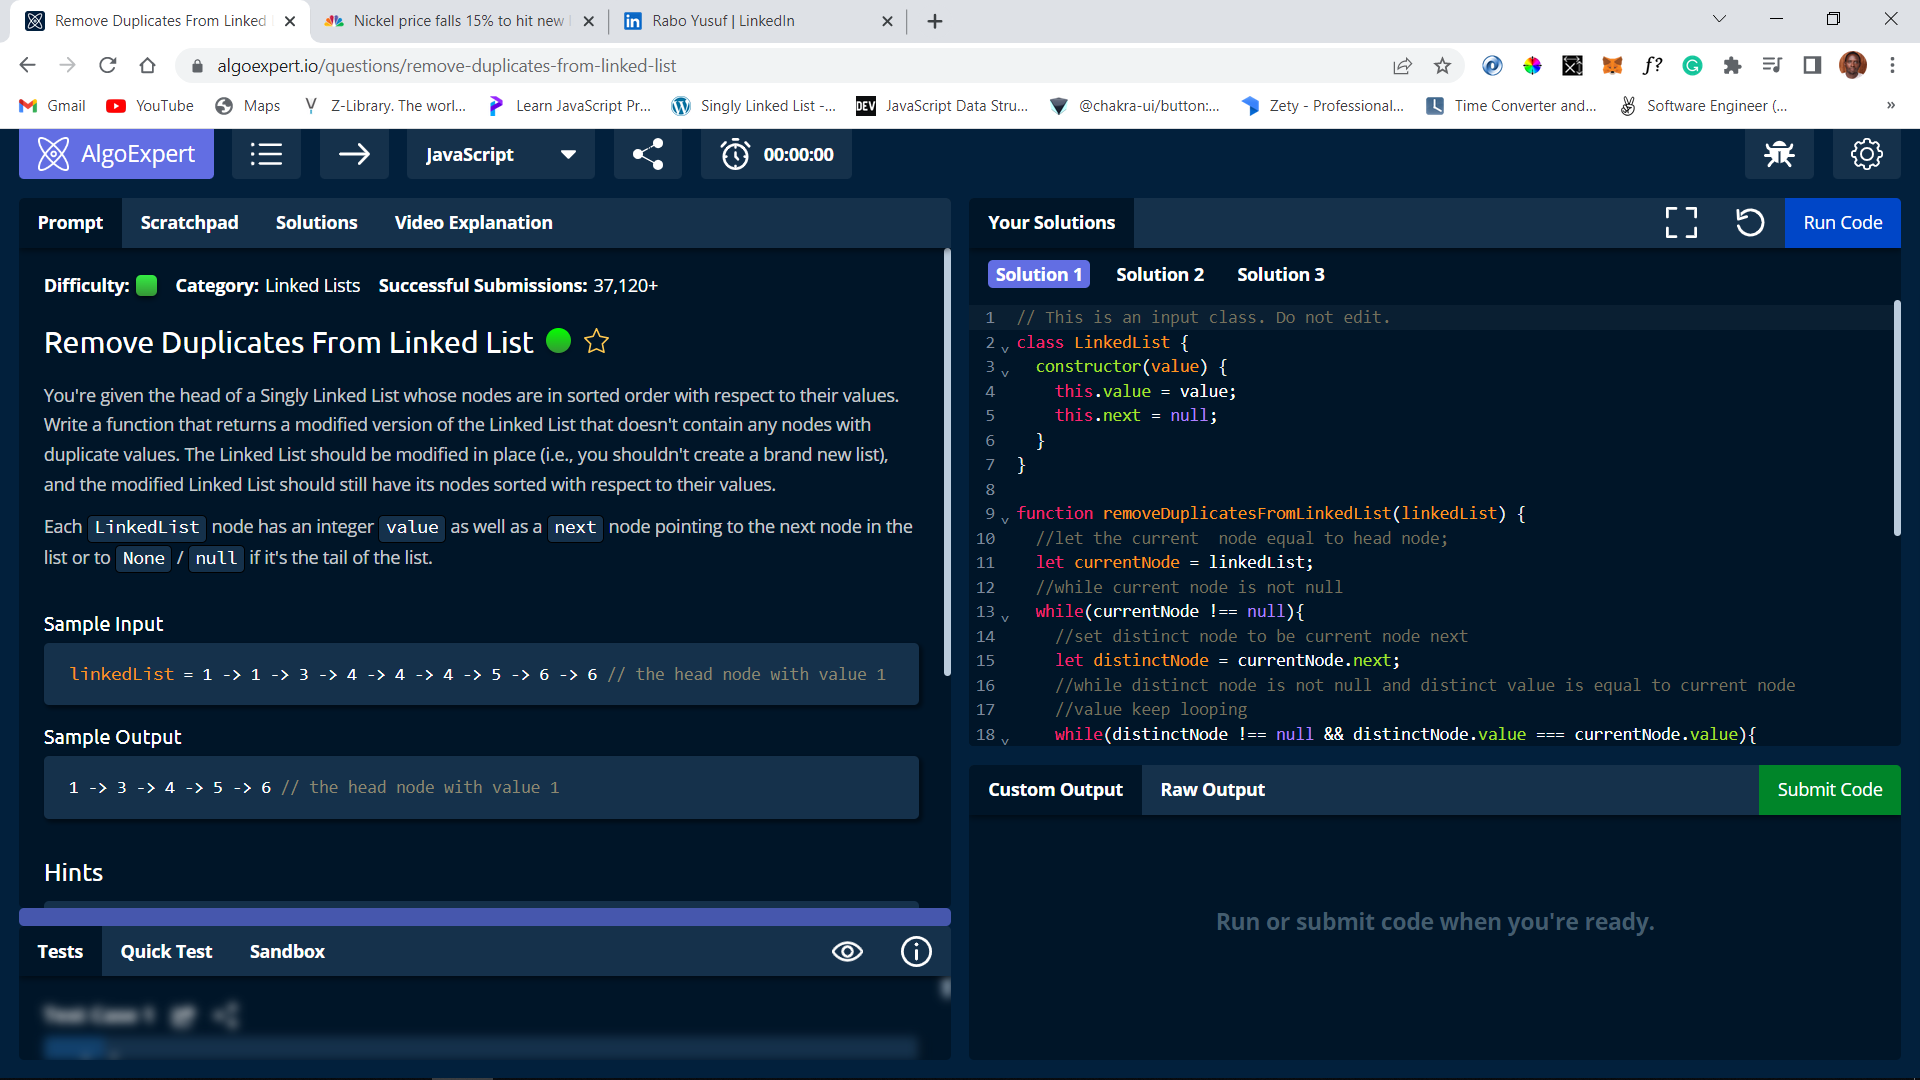 Remove Duplicates From Linked
Nickel price falls 15% to hit new
Rabo Yusuf | LinkedIn
algoexpert.io/questions/remove-duplicates-from-linked-list
Gmail
YouTube
Maps
Z-Library. The worl...
Learn JavaScript Pr...
Singly Linked List -...
DEV
JavaScript Data Stru...
@chakra-ui/button:...
Zety - Professional...
Time Converter and...
Software Engineer (...
»
AlgoExpert
JavaScript
00:00:00
Prompt
Scratchpad
Solutions
Video Explanation
Difficulty:
Category: Linked Lists
Successful Submissions: 37,120+
Remove Duplicates From Linked List
You're given the head of a Singly Linked List whose nodes are in sorted order with respect to their values.
Write a function that returns a modified version of the Linked List that doesn't contain any nodes with
duplicate values. The Linked List should be modified in place (i.e., you shouldn't create a brand new list),
and the modified Linked List should still have its nodes sorted with respect to their values.
Each LinkedList node has an integer value as well as a next node pointing to the next node in the
list or to None / null if it's the tail of the list.
Sample Input
linkedList = 1 -> 1 -> 3 -> 4 -> 4 -> 4 -> 5 -> 6 -> 6 // the head node with value 1
Sample Output
1 -> 3 -> 4 -> 5 -> 6 // the head node with value 1
Hints
Tests
Quick Test
Sandbox
Test Case 1
Your Solutions
Run Code
Solution 1
Solution 2
Solution 3
1 // This is an input class. Do not edit.
2 class LinkedList {
3 constructor(value) {
4 this.value = value;
5 this.next = null;
6 }
7 }
8
9 function removeDuplicatesFromLinkedList(linkedList) {
10 //let the current  node equal to head node;
11 let currentNode = linkedList;
12 //while current node is not null
13 while(currentNode !== null){
14 //set distinct node to be current node next
15 let distinctNode = currentNode.next;
16 //while distinct node is not null and distinct value is equal to current node
17 //value keep looping
18 while(distinctNode !== null && distinctNode.value === currentNode.value){
Custom Output
Raw Output
Submit Code
Run or submit code when you're ready.